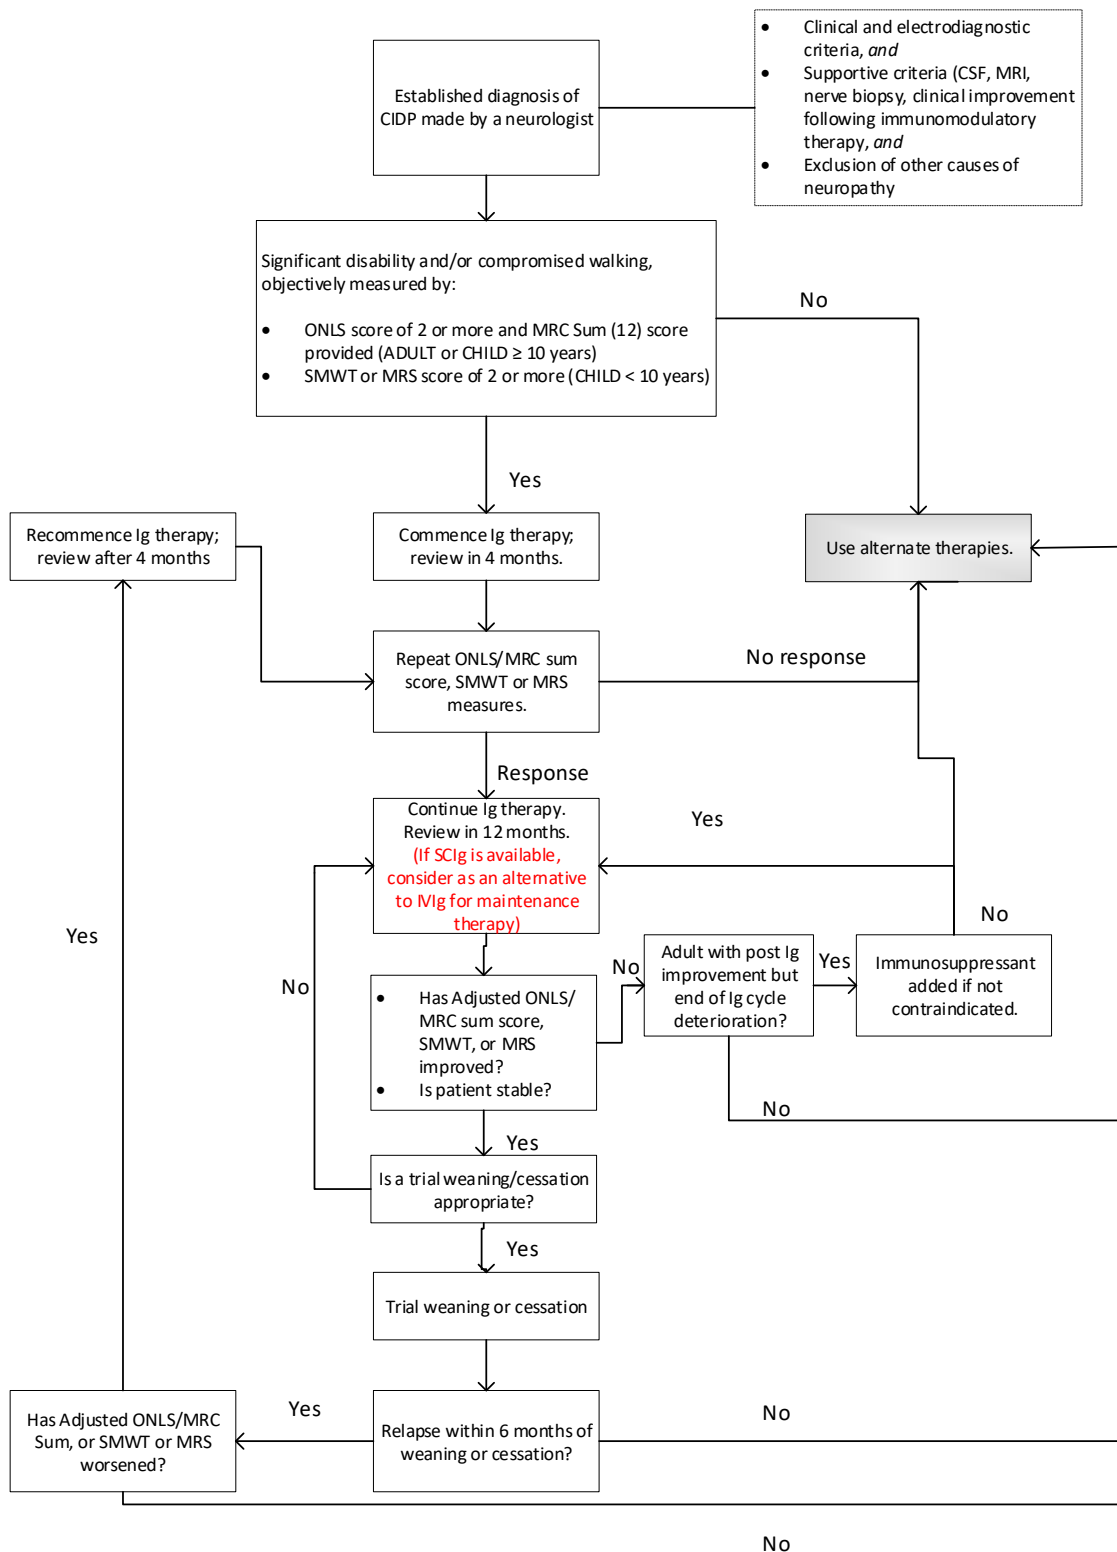 • Clinical and electrodiagnostic
criteria, and
• Supportive criteria (CSF, MRI,
nerve biopsy, clinical improvement
following immunomodulatory
therapy, and
• Exclusion of other causes of
neuropathy
Established diagnosis of
CIDP made by a neurologist
Significant disability and/or compromised walking,
objectively measured by:
• ONLS score of 2 or more and MRC Sum (12) score
provided (ADULT or CHILD ≥ 10 years)
• SMWT or MRS score of 2 or more (CHILD < 10 years)
No
Yes
Recommence Ig therapy;
review after 4 months
Commence Ig therapy;
review in 4 months.
Use alternate therapies.
Repeat ONLS/MRC sum
score, SMWT or MRS
measures.
No response
Response
Continue Ig therapy.
Review in 12 months.
(If SCIg is available,
consider as an alternative
to IVIg for maintenance
therapy)
Yes
Yes
No
No
No
Yes
Adult with post Ig
improvement but
end of Ig cycle
deterioration?
Immunosuppressant
added if not
contraindicated.
• Has Adjusted ONLS/
MRC sum score,
SMWT, or MRS
improved?
• Is patient stable?
No
Yes
Is a trial weaning/cessation
appropriate?
Yes
Trial weaning or cessation
Has Adjusted ONLS/MRC
Sum, or SMWT or MRS
worsened?
Yes
Relapse within 6 months of
weaning or cessation?
No
No